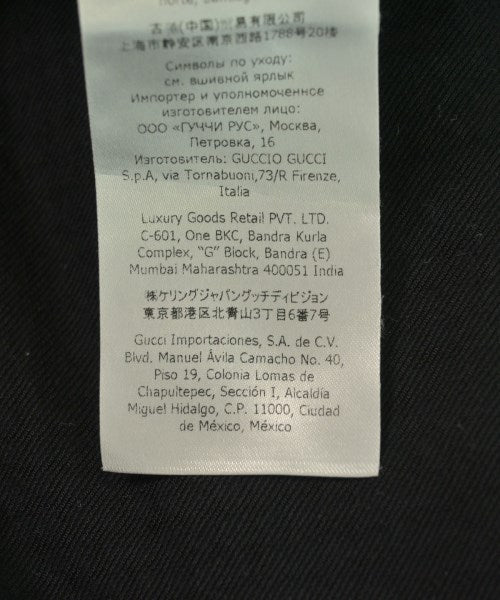 古驰(中国)贸易有限公司
上海市静安区南京西路1788号20楼
Символы по уходу:
см. вшивной ярлык
Импортер и уполномоченное
изготовителем лицо:
ООО «ГУЧЧИ РУС», Москва,
Петровка, 16
Изготовитель: GUCCIO GUCCI
S.p.A, via Tornabuoni,73/R Firenze,
Italia
Luxury Goods Retail PVT. LTD.
C-601, One BKC, Bandra Kurla
Complex, "G" Block, Bandra (E)
Mumbai Maharashtra 400051 India
㈱ケリングジャパングッチディビジョン
東京都港区北青山3丁目6番7号
Gucci Importaciones, S.A. de C.V.
Blvd. Manuel Ávila Camacho No. 40,
Piso 19, Colonia Lomas de
Chapultepec, Sección I, Alcaldía
Miguel Hidalgo, C.P. 11000, Ciudad
de México, México